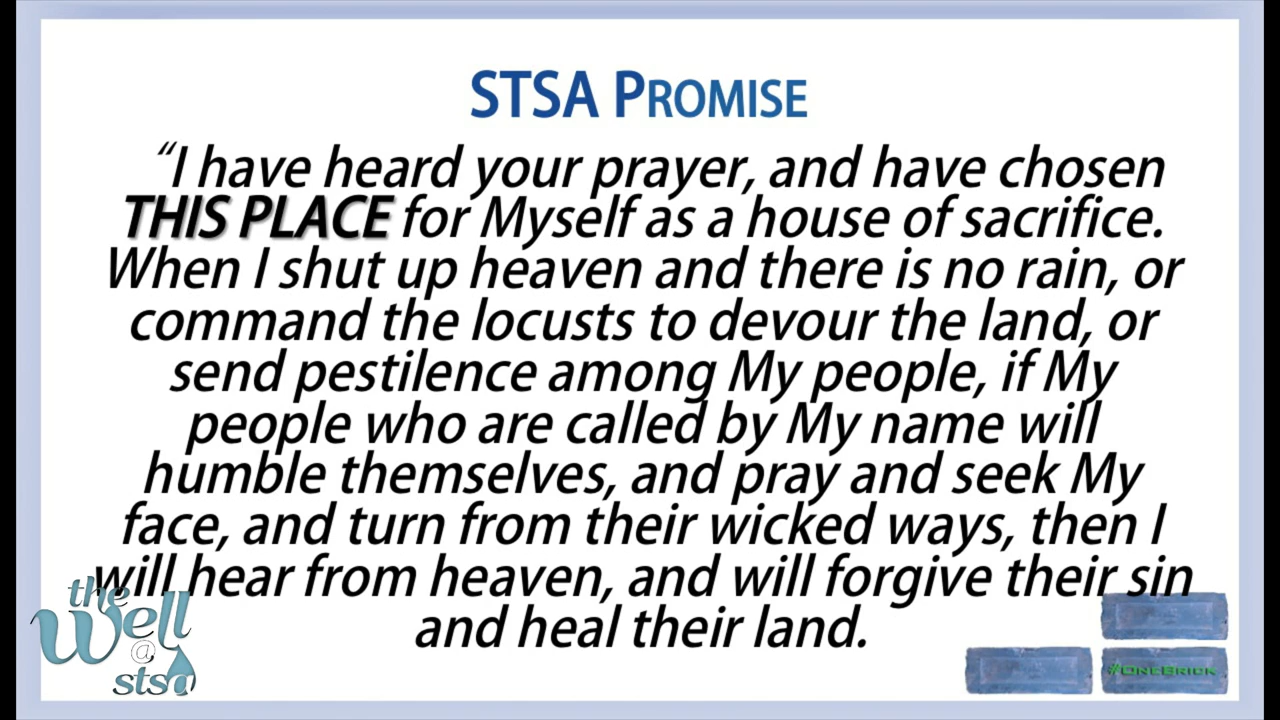 STSA PROMISE
“I have heard your prayer, and have chosen
THIS PLACE for Myself as a house of sacrifice.
When I shut up heaven and there is no rain, or
command the locusts to devour the land, or
send pestilence among My people, if My
people who are called by My name will
humble themselves, and pray and seek My
face, and turn from their wicked ways, then I
will hear from heaven, and will forgive their sin
and heal their land.
the
Well
@
stsa
#ONEBRICK